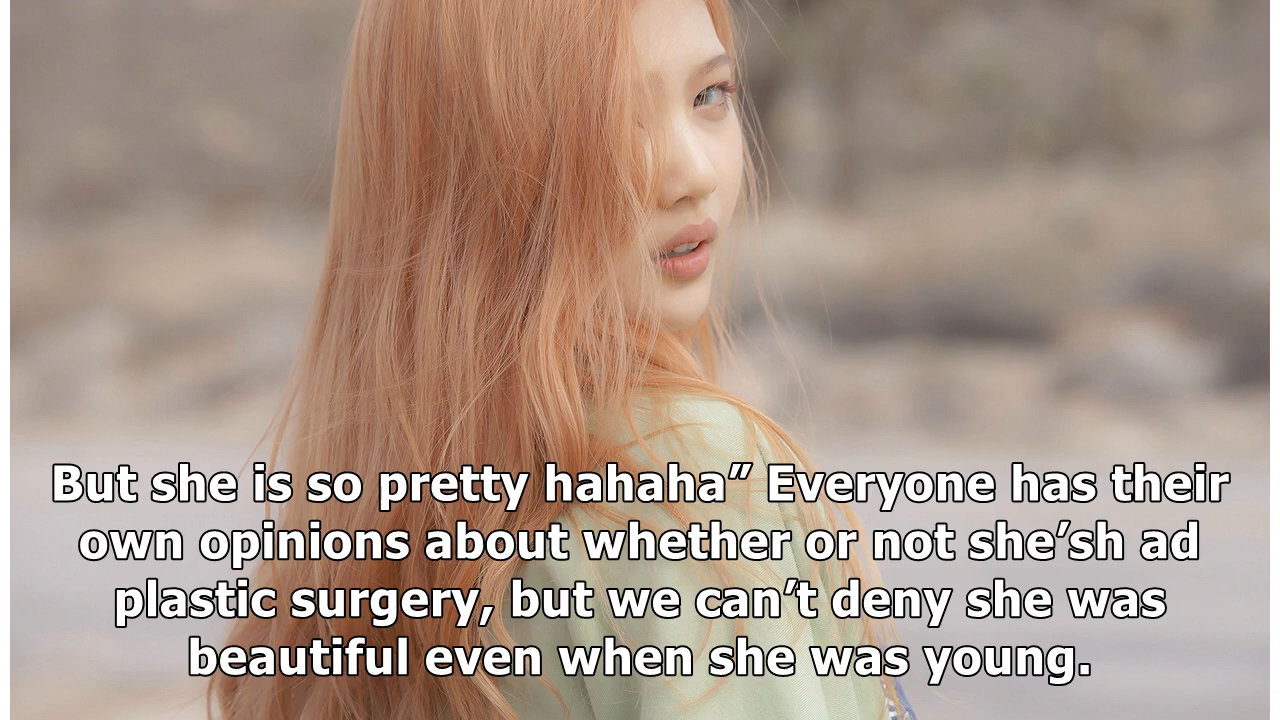 But she is so pretty hahaha” Everyone has their
own opinions about whether or not she’sh ad
plastic surgery, but we can’t deny she was
beautiful even when she was young.